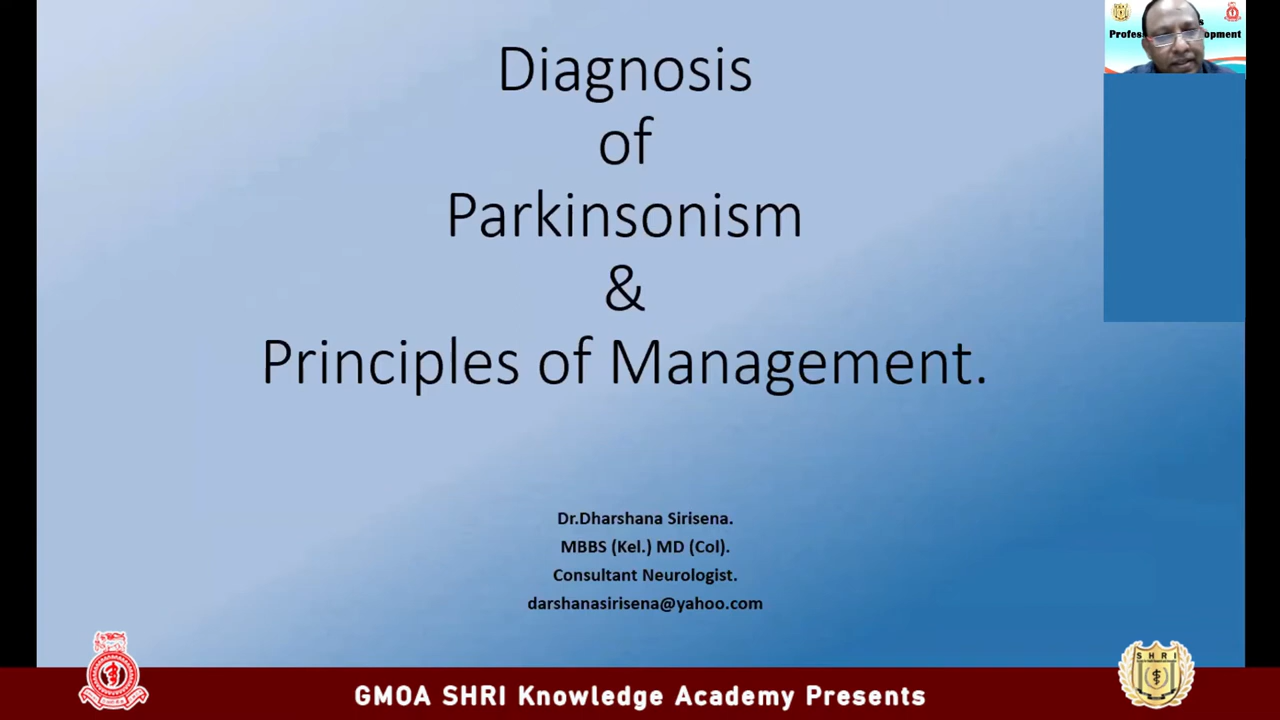 Diagnosis
of
Parkinsonism
&
Principles of Management.
Dr.Dharshana Sirisena.
MBBS (Kel.) MD (Col).
Consultant Neurologist.
darshanasirisena@yahoo.com
GMOA SHRI Knowledge Academy Presents
SHRI